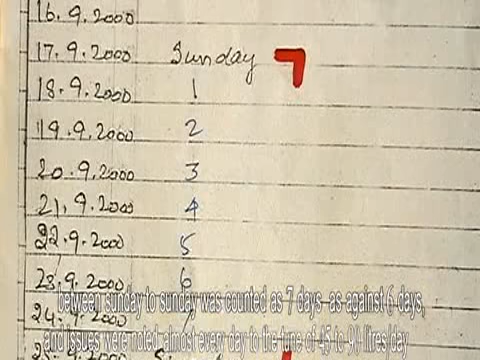 16.9.2000
17.9.2000 Sunday
18.9.2000 1
19.9.2000 2
20.9.2000 3
21.9.2000 4
22.9.2000 5
23.9.2000 6
24.9.2000
between sunday to sunday was counted as 7 days as against 6 days,
and issues were noted almost every day to the tune of 45 to litres/day